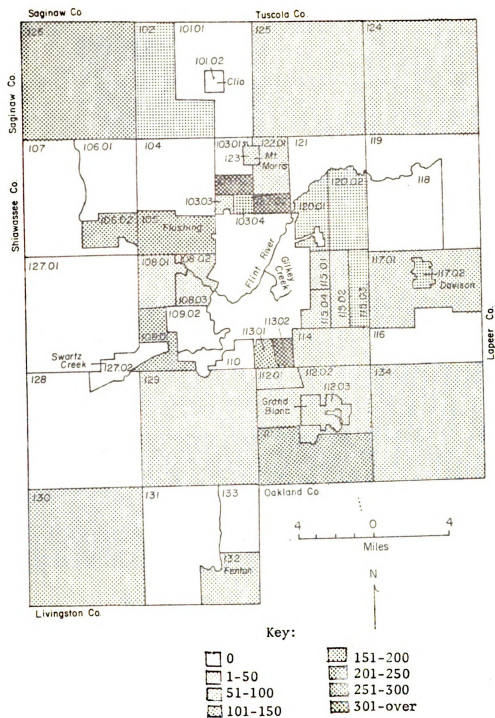 Saginaw Co.
Tuscola Co.
126
102
101.01
125
124
101.02
Clio
Saginaw Co.
107
106.01
104
103.01
122.01
121
119
123
Mt
Morris
118
120.02
103.03
120.01
106.02
105
103.04
Flushing
Shiawassee Co.
127.01
108.01
108.02
Flint River
Gilkey
Creek
115.01
117.01
117.02
Davison
108.03
115.04
115.02
115.03
109.02
113.02
113.01
114
116
Lapeer Co.
Swartz
Creek
127.02
110
128
129
112.01
112.02
134
112.03
Grand
Blanc
130
131
133
Oakland Co
132
Fenton
4
0
4
Miles
N
Livingston Co.
Key:
0
1-50
51-100
101-150
151-200
201-250
251-300
301-over